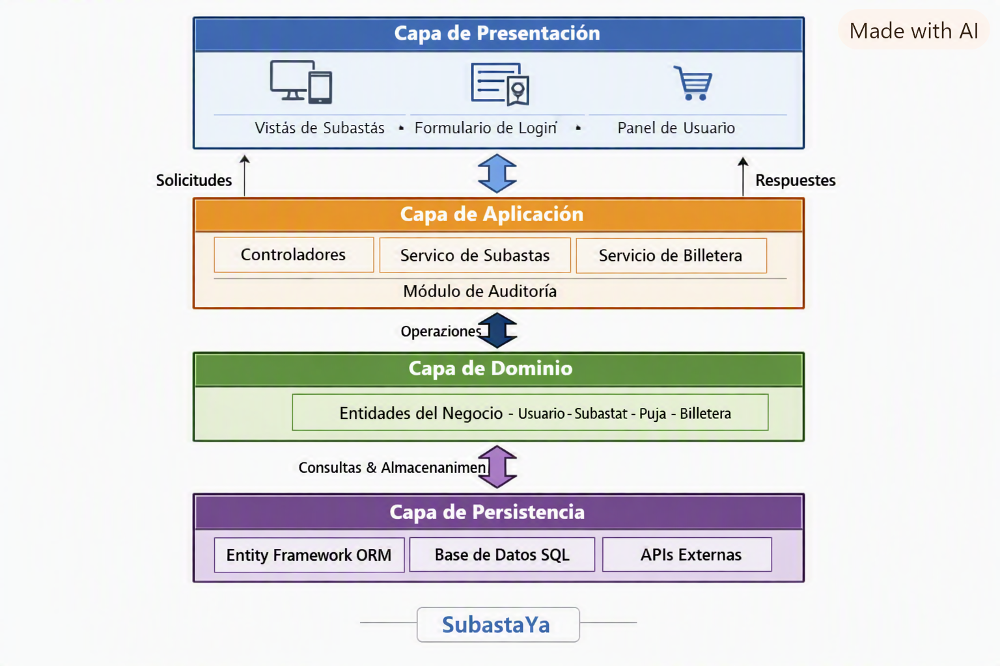 Made with AI
Capa de Presentación
Vistás de Subastás • Formulario de Login • Panel de Usuario
Solicitudes
Respuestes
Capa de Aplicación
Controladores
Servico de Subastas
Servicio de Billetera
Módulo de Auditoría
Operaziones
Capa de Dominio
Entidades del Negocio - Usuario - Subastat - Puja - Billetera
Consultas & Almacenanimen
Capa de Persistencia
Entity Framework ORM
Base de Datos SQL
APIs Externas
SubastaYa